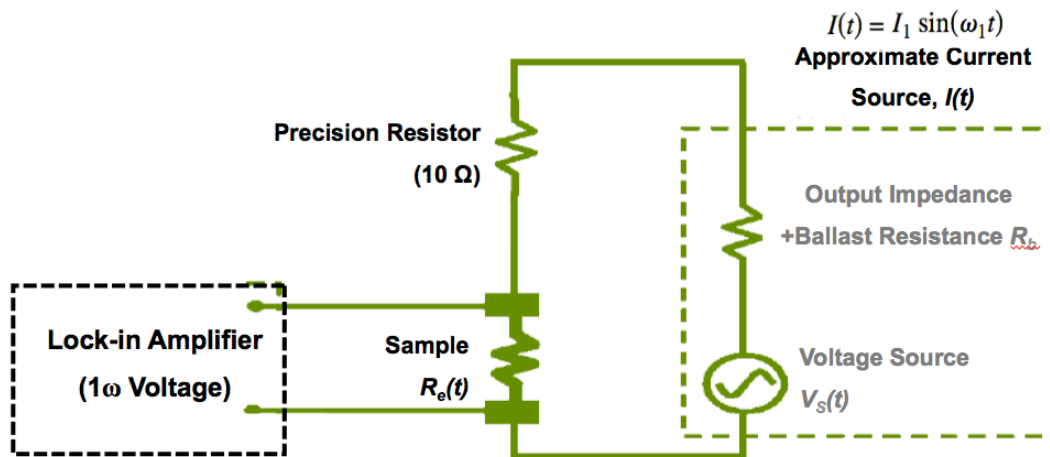 I(t) = I₁ sin(ω₁t)
Approximate Current
Source, I(t)
Precision Resistor
(10 Ω)
Output Impedance
+Ballast Resistance R_b
Lock-in Amplifier
(1ω Voltage)
Sample
R_e(t)
Voltage Source
V_S(t)